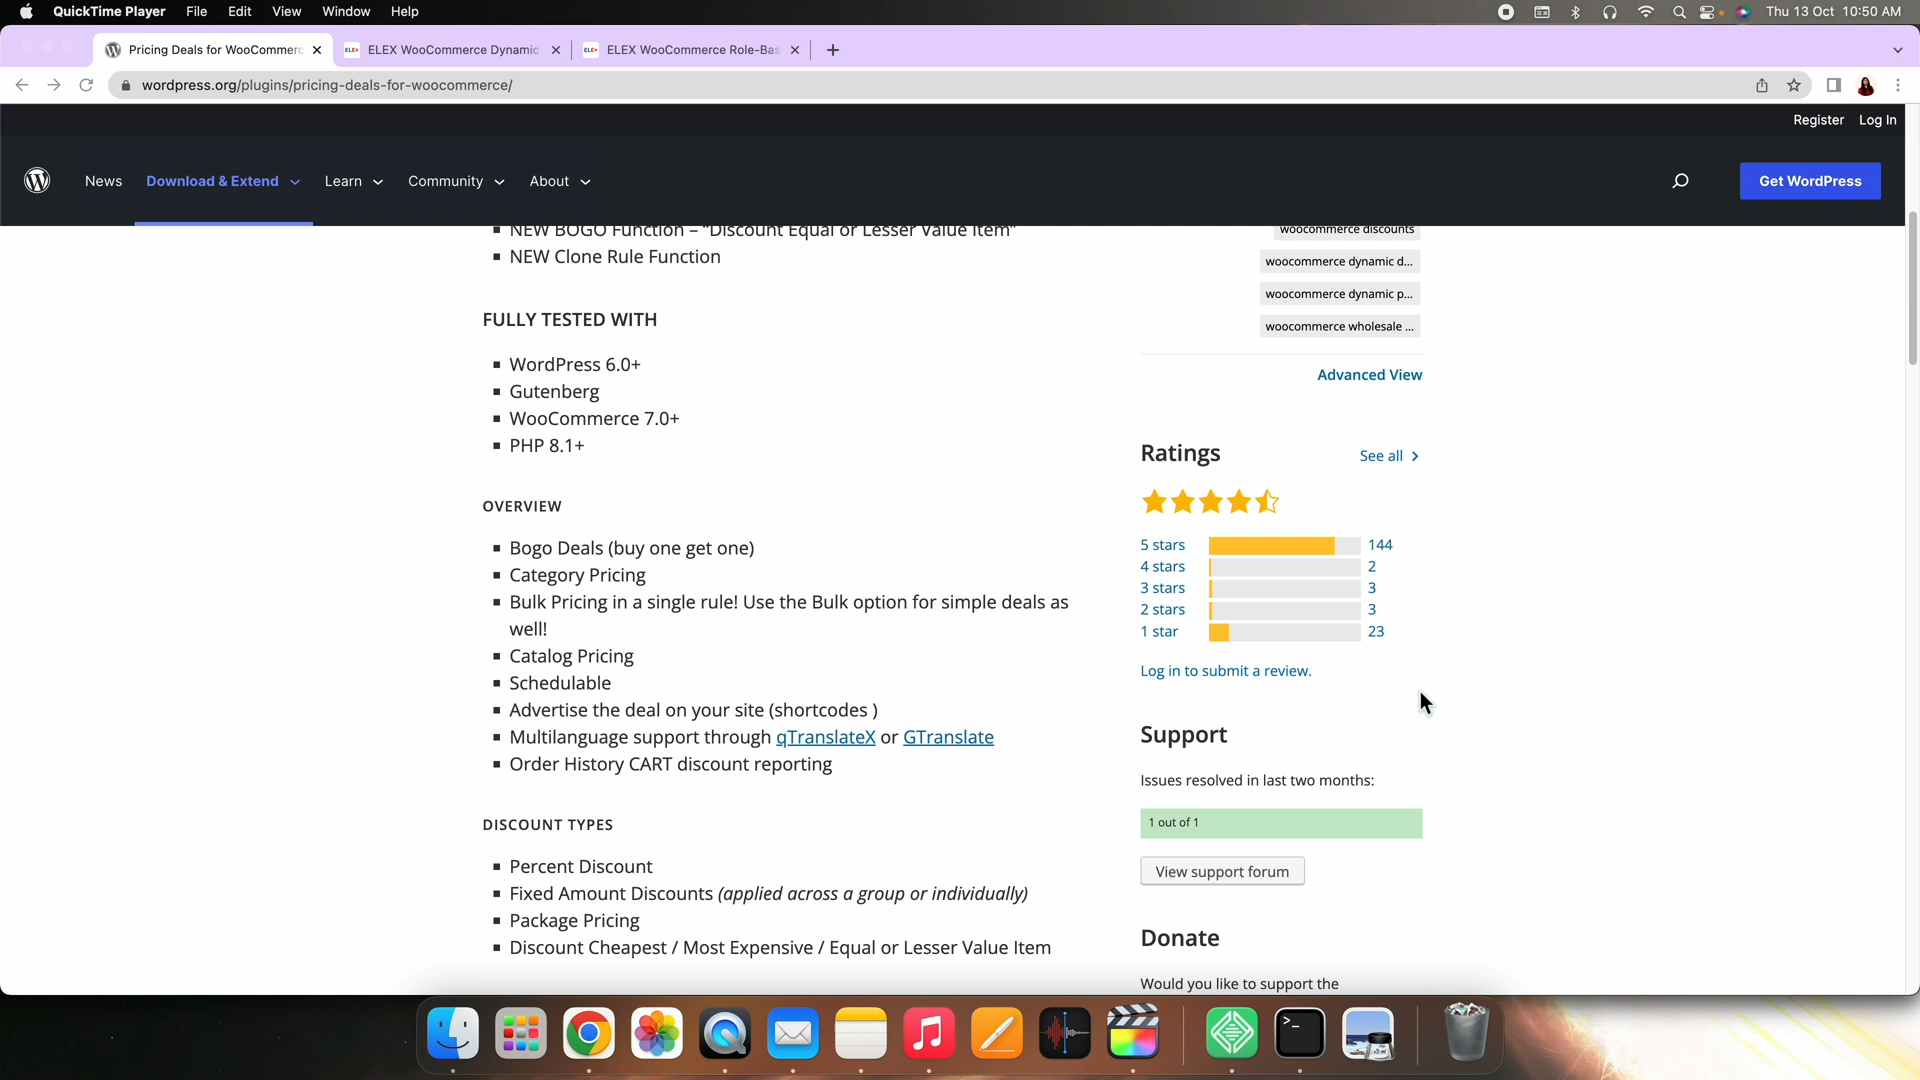 QuickTime Player File Edit View Window Help
Thu 13 Oct 10:50 AM
Pricing Deals for WooCommerc
ELEX WooCommerce Dynamic
ELEX WooCommerce Role-Bas
wordpress.org/plugins/pricing-deals-for-woocommerce/
Register Log In
News Download & Extend Learn Community About
Get WordPress
NEW BOGO Function – "Discount Equal or Lesser Value Item"
NEW Clone Rule Function
FULLY TESTED WITH
WordPress 6.0+
Gutenberg
WooCommerce 7.0+
PHP 8.1+
OVERVIEW
Bogo Deals (buy one get one)
Category Pricing
Bulk Pricing in a single rule! Use the Bulk option for simple deals as
well!
Catalog Pricing
Schedulable
Advertise the deal on your site (shortcodes )
Multilanguage support through qTranslateX or GTranslate
Order History CART discount reporting
DISCOUNT TYPES
Percent Discount
Fixed Amount Discounts (applied across a group or individually)
Package Pricing
Discount Cheapest / Most Expensive / Equal or Lesser Value Item
woocommerce discounts
woocommerce dynamic d...
woocommerce dynamic p...
woocommerce wholesale ...
Advanced View
Ratings
See all
5 stars 144
4 stars 2
3 stars 3
2 stars 3
1 star 23
Log in to submit a review.
Support
Issues resolved in last two months:
1 out of 1
View support forum
Donate
Would you like to support the